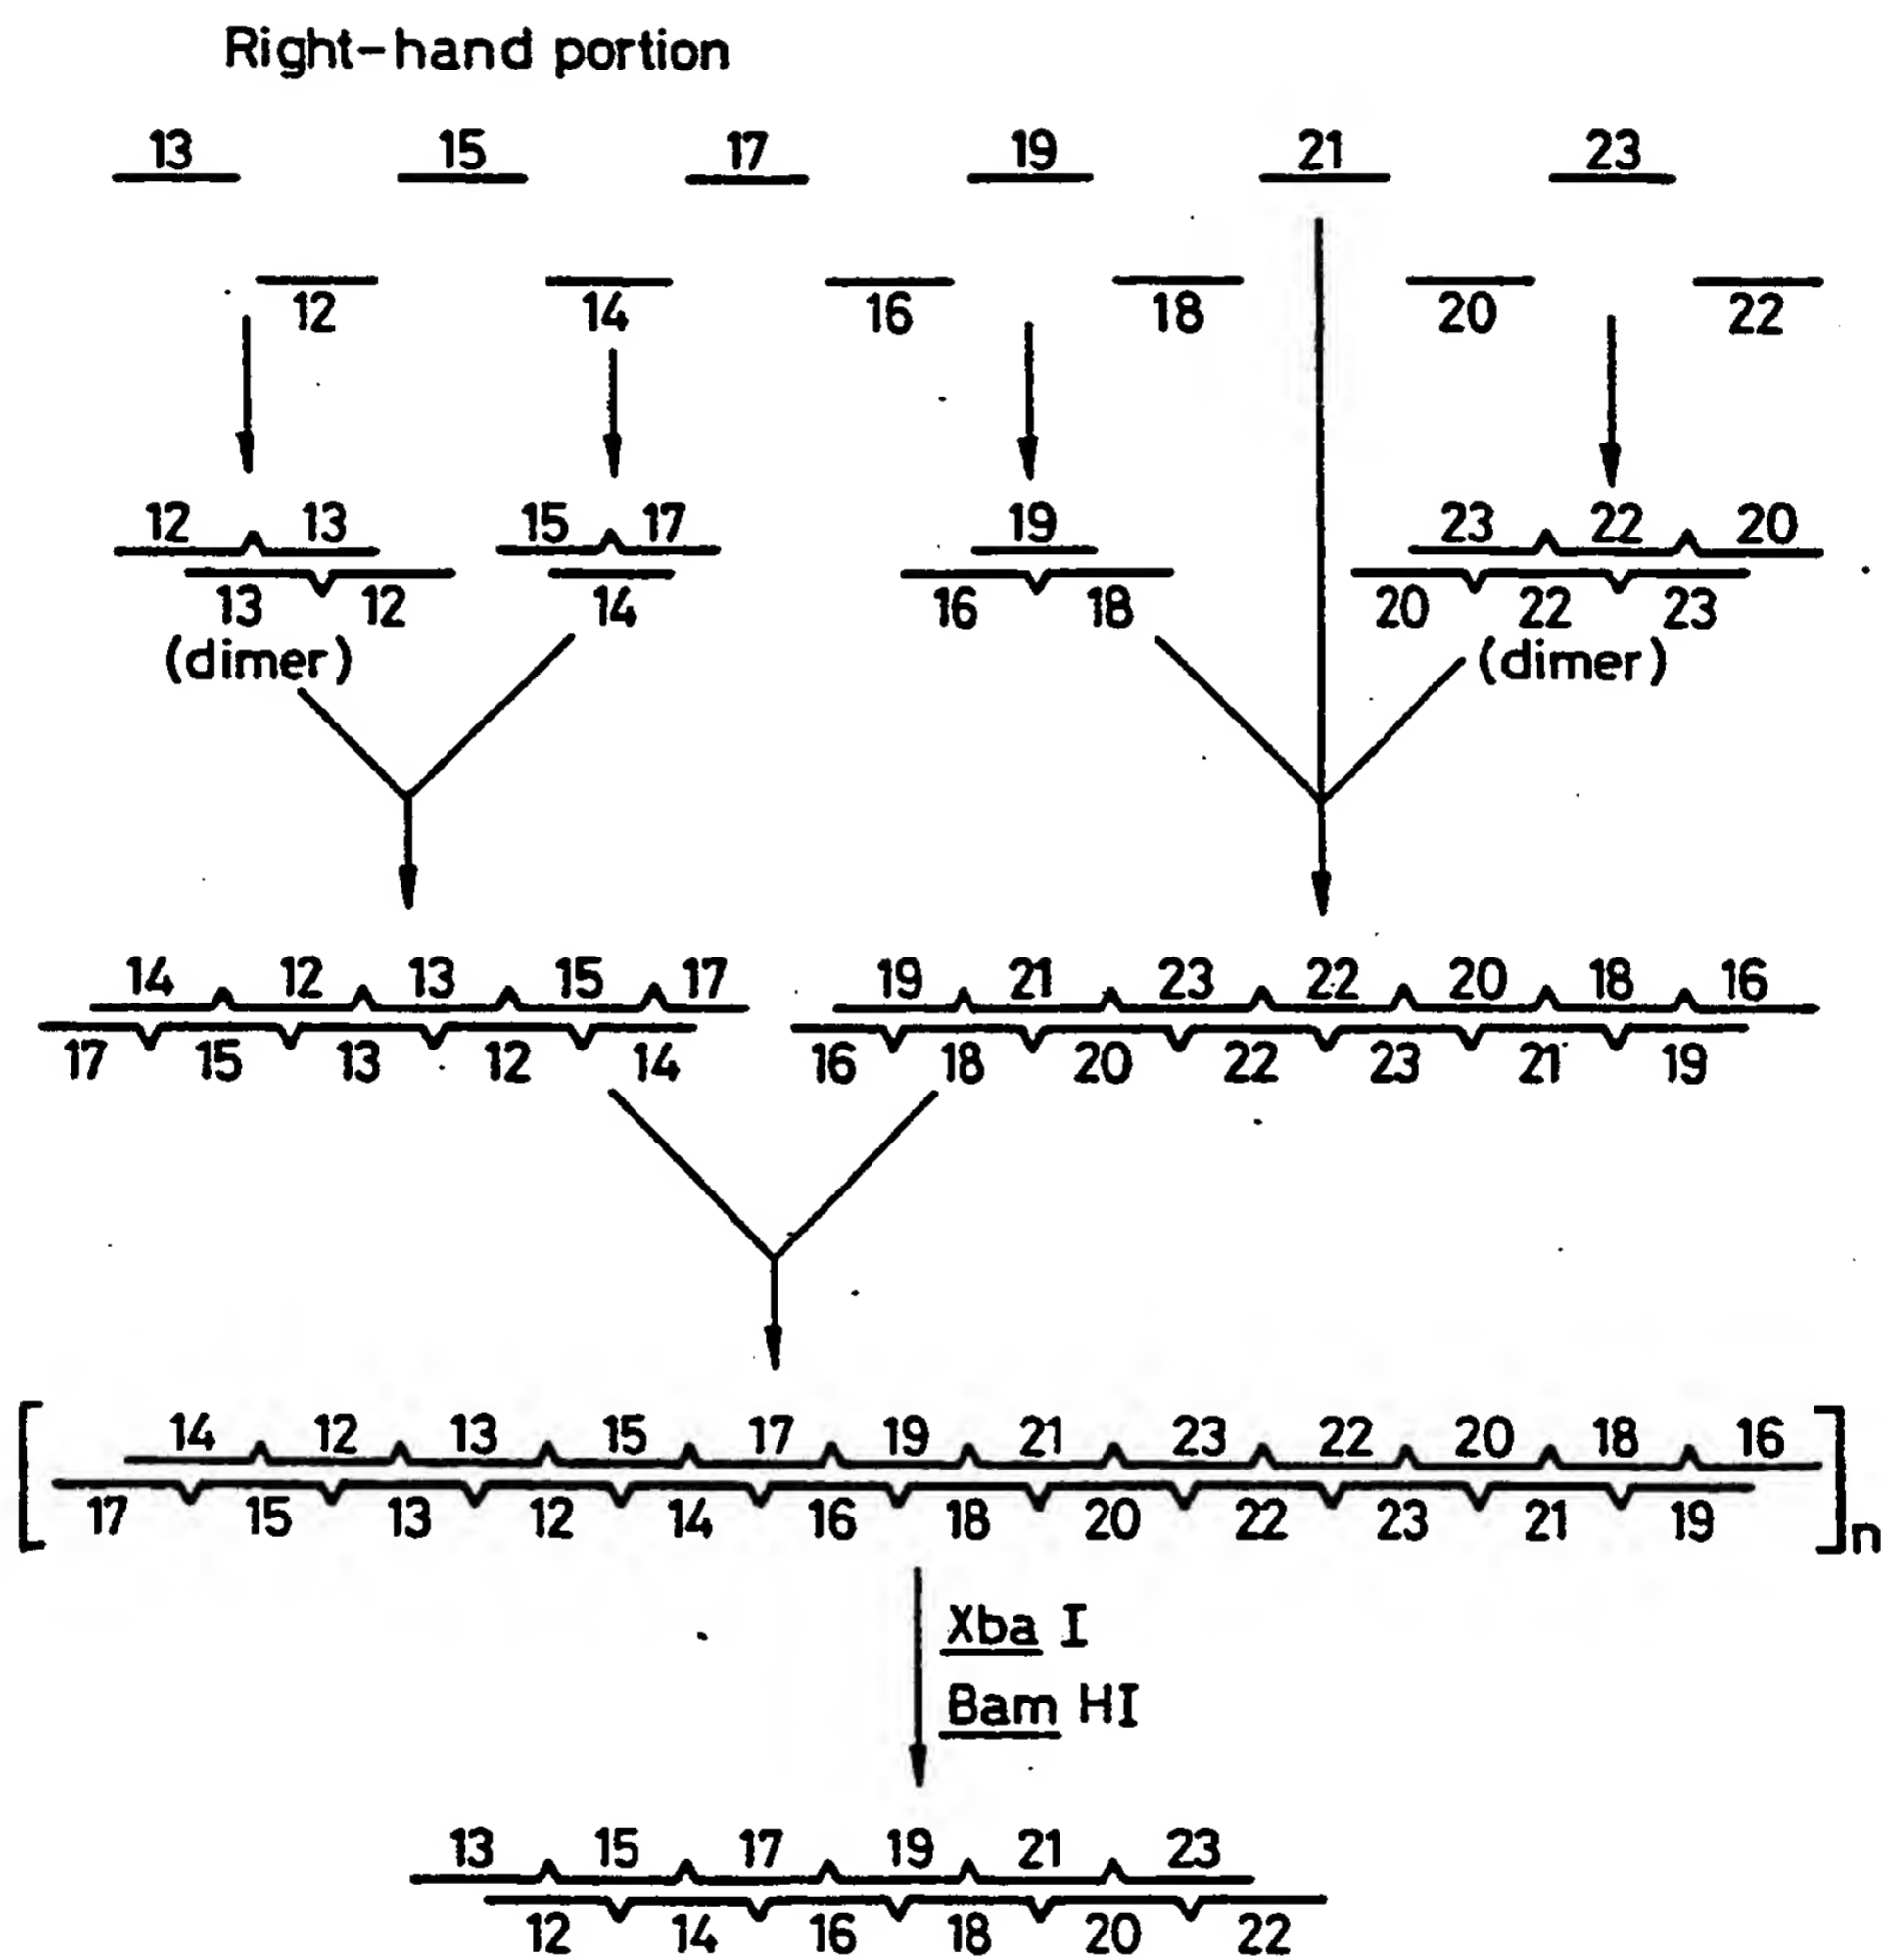 Right-hand portion
13 15 17 19 21 23
12 14 16 18 20 22
12 13 15 17 19 23 22 20
13 12 14 16 18 20 22 23
(dimer) (dimer)
14 12 13 15 17 19 21 23 22 20 18 16
17 15 13 12 14 16 18 20 22 23 21 19
[ 14 12 13 15 17 19 21 23 22 20 18 16 ]n
17 15 13 12 14 16 18 20 22 23 21 19
Xba I
Bam HI
13 15 17 19 21 23
12 14 16 18 20 22